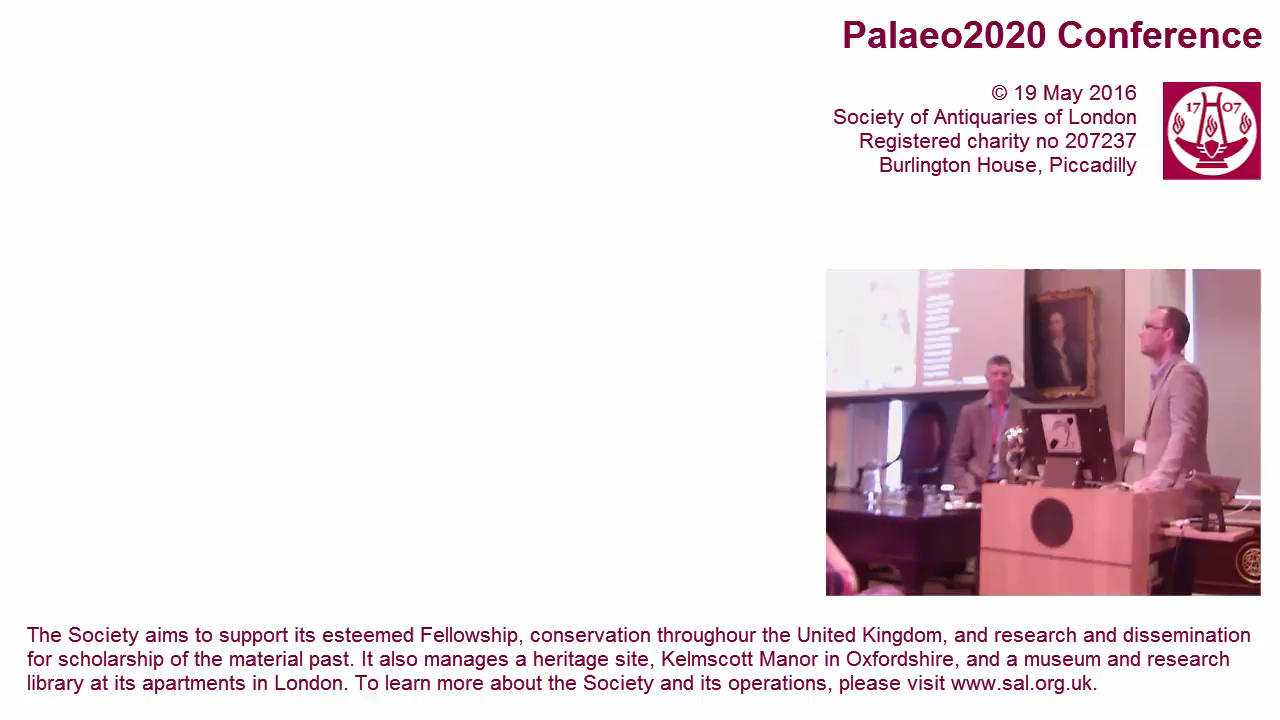 Palaeo2020 Conference
© 19 May 2016
Society of Antiquaries of London
Registered charity no 207237
Burlington House, Piccadilly
17 07
The Society aims to support its esteemed Fellowship, conservation throughour the United Kingdom, and research and dissemination
for scholarship of the material past. It also manages a heritage site, Kelmscott Manor in Oxfordshire, and a museum and research
library at its apartments in London. To learn more about the Society and its operations, please visit www.sal.org.uk.